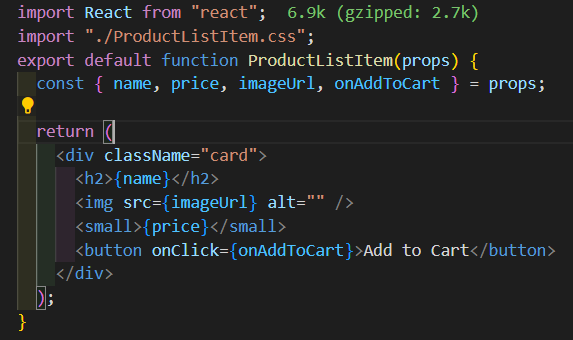 import React from "react";  6.9k (gzipped: 2.7k)
import "./ProductListItem.css";
export default function ProductListItem(props) {
  const { name, price, imageUrl, onAddToCart } = props;
  return (
    <div className="card">
      <h2>{name}</h2>
      <img src={imageUrl} alt="" />
      <small>{price}</small>
      <button onClick={onAddToCart}>Add to Cart</button>
    </div>
  );
}